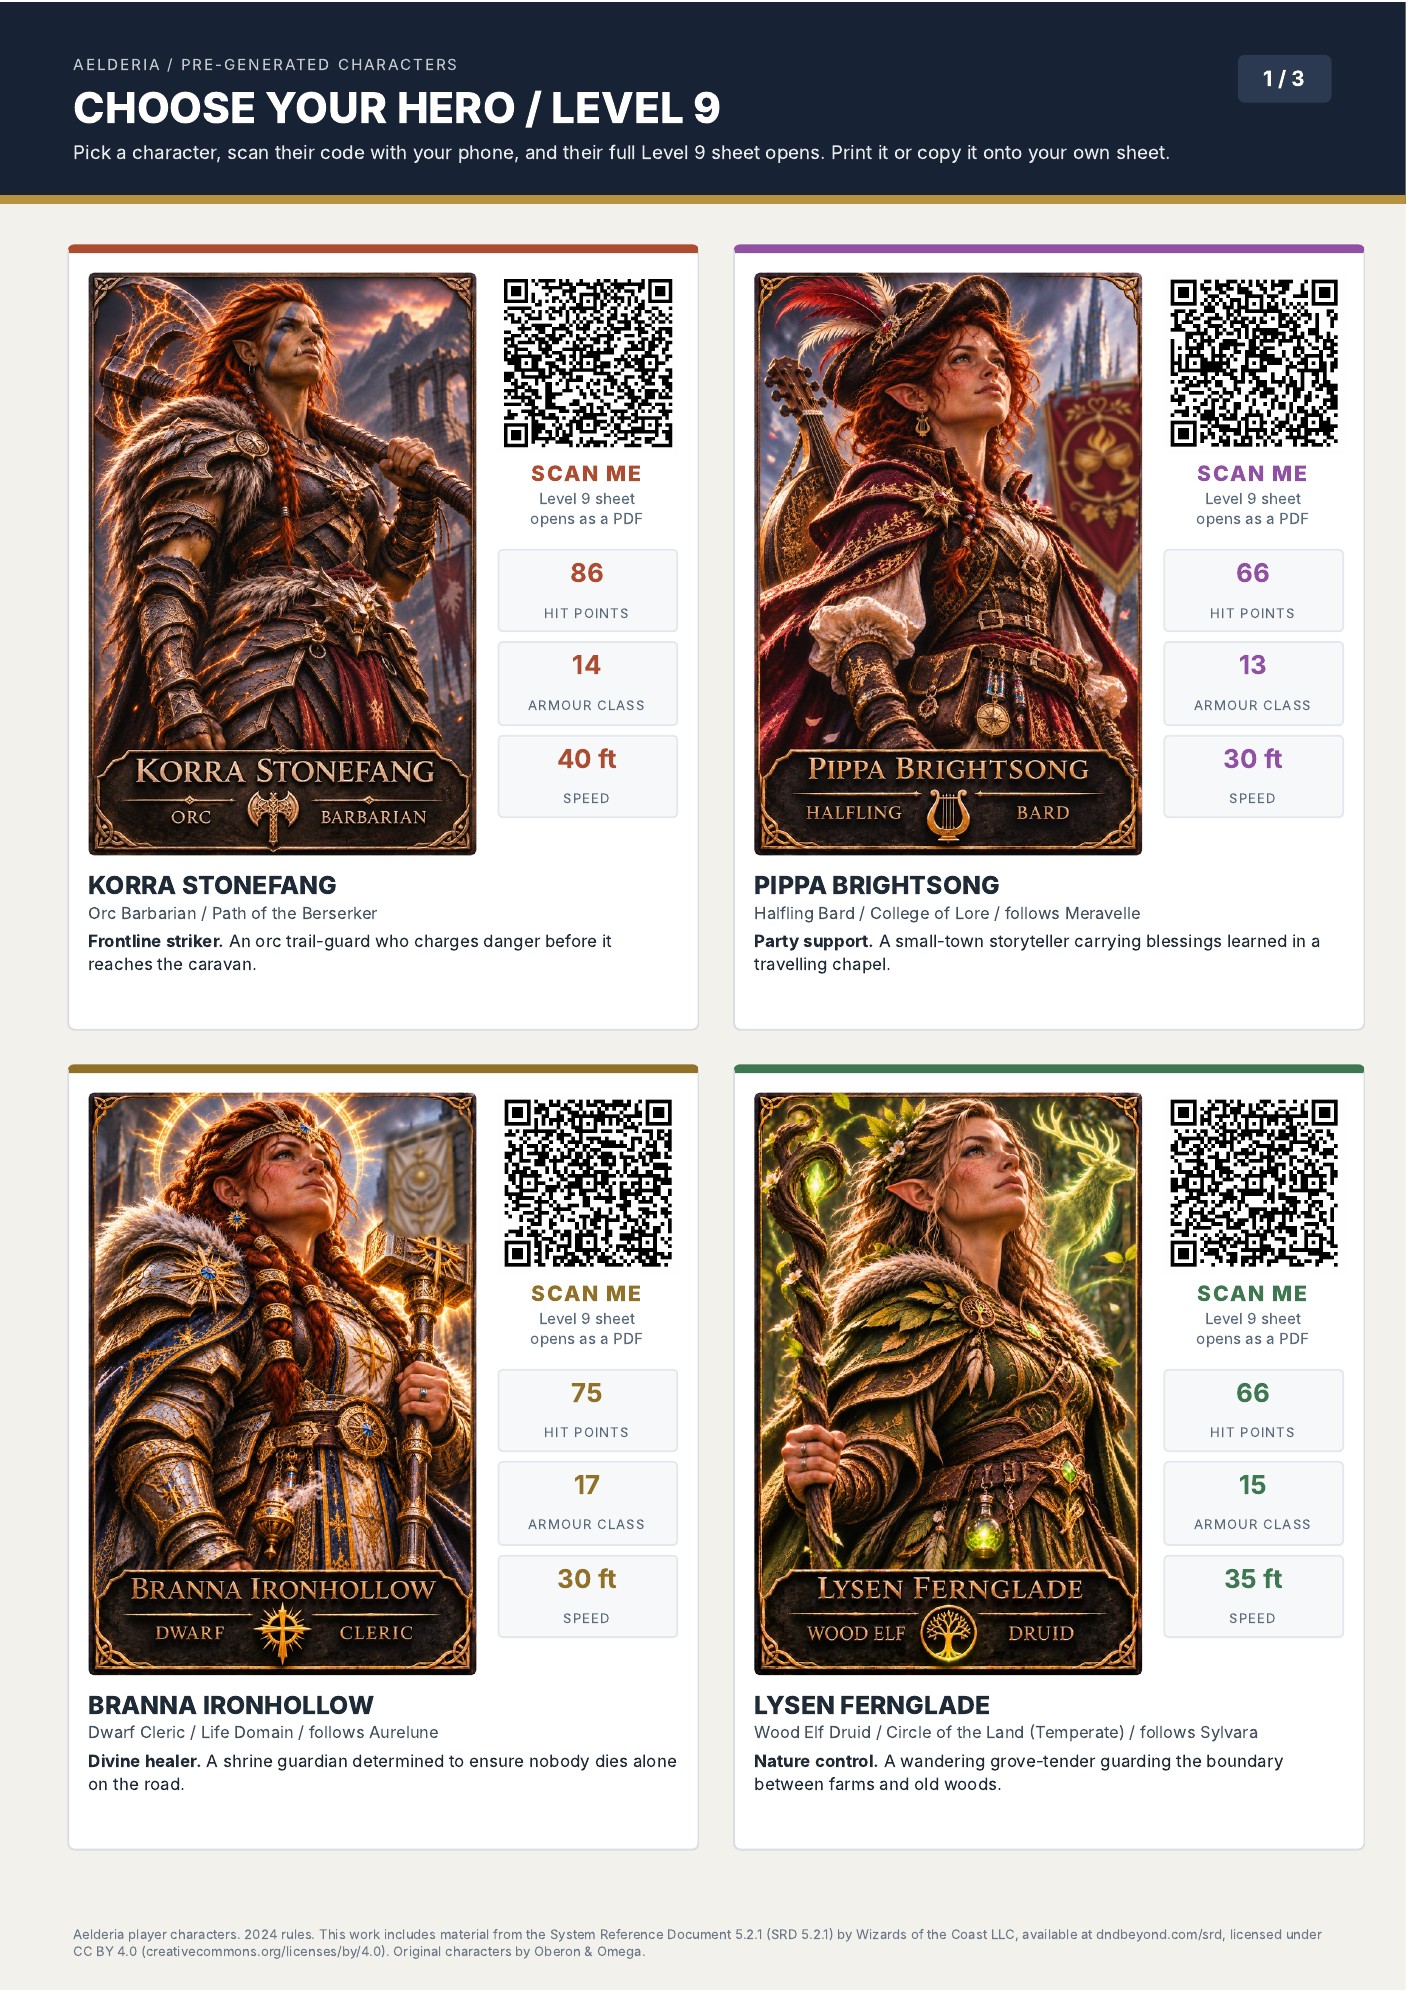 AELDERIA / PRE-GENERATED CHARACTERS
1 / 3
CHOOSE YOUR HERO / LEVEL 9
Pick a character, scan their code with your phone, and their full Level 9 sheet opens. Print it or copy it onto your own sheet.
KORRA STONEFANG
ORC
BARBARIAN
SCAN ME
Level 9 sheet
opens as a PDF
86
HIT POINTS
14
ARMOUR CLASS
40 ft
SPEED
KORRA STONEFANG
Orc Barbarian / Path of the Berserker
Frontline striker. An orc trail-guard who charges danger before it
reaches the caravan.
PIPPA BRIGHTSONG
HALFLING
BARD
SCAN ME
Level 9 sheet
opens as a PDF
66
HIT POINTS
13
ARMOUR CLASS
30 ft
SPEED
PIPPA BRIGHTSONG
Halfling Bard / College of Lore / follows Meravelle
Party support. A small-town storyteller carrying blessings learned in a
travelling chapel.
BRANNA IRONHOLLOW
DWARF
CLERIC
SCAN ME
Level 9 sheet
opens as a PDF
75
HIT POINTS
17
ARMOUR CLASS
30 ft
SPEED
BRANNA IRONHOLLOW
Dwarf Cleric / Life Domain / follows Aurelune
Divine healer. A shrine guardian determined to ensure nobody dies alone
on the road.
LYSEN FERNGLADE
WOOD ELF
DRUID
SCAN ME
Level 9 sheet
opens as a PDF
66
HIT POINTS
15
ARMOUR CLASS
35 ft
SPEED
LYSEN FERNGLADE
Wood Elf Druid / Circle of the Land (Temperate) / follows Sylvara
Nature control. A wandering grove-tender guarding the boundary
between farms and old woods.
Aelderia player characters. 2024 rules. This work includes material from the System Reference Document 5.2.1 (SRD 5.2.1) by Wizards of the Coast LLC, available at dndbeyond.com/srd, licensed under
CC BY 4.0 (creativecommons.org/licenses/by/4.0). Original characters by Oberon & Omega.